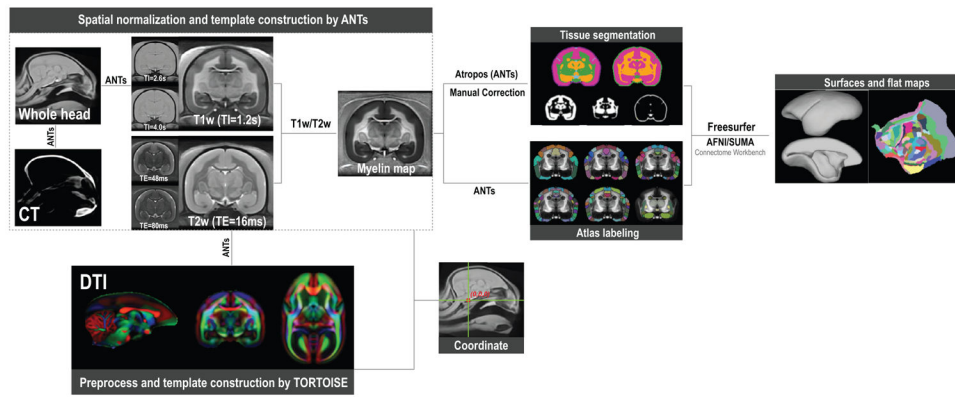 Spatial normalization and template construction by ANTs
Whole head
ANTs
ANTs
CT
TI=2.6s
TI=4.0s
T1w (TI=1.2s)
TE=48ms
TE=80ms
T2w (TE=16ms)
T1w/T2w
Myelin map
Atropos (ANTs)
Manual Correction
ANTs
Tissue segmentation
Atlas labeling
Freesurfer
AFNI/SUMA
Connectome Workbench
Surfaces and flat maps
ANTs
DTI
Preprocess and template construction by TORTOISE
Coordinate